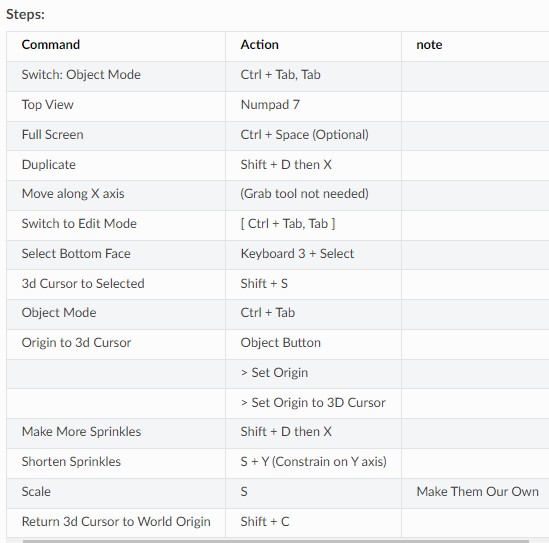 Steps:
Command Action note
Switch: Object Mode Ctrl + Tab, Tab
Top View Numpad 7
Full Screen Ctrl + Space (Optional)
Duplicate Shift + D then X
Move along X axis (Grab tool not needed)
Switch to Edit Mode [ Ctrl + Tab, Tab ]
Select Bottom Face Keyboard 3 + Select
3d Cursor to Selected Shift + S
Object Mode Ctrl + Tab
Origin to 3d Cursor Object Button
> Set Origin
> Set Origin to 3D Cursor
Make More Sprinkles Shift + D then X
Shorten Sprinkles S + Y (Constrain on Y axis)
Scale S Make Them Our Own
Return 3d Cursor to World Origin Shift + C